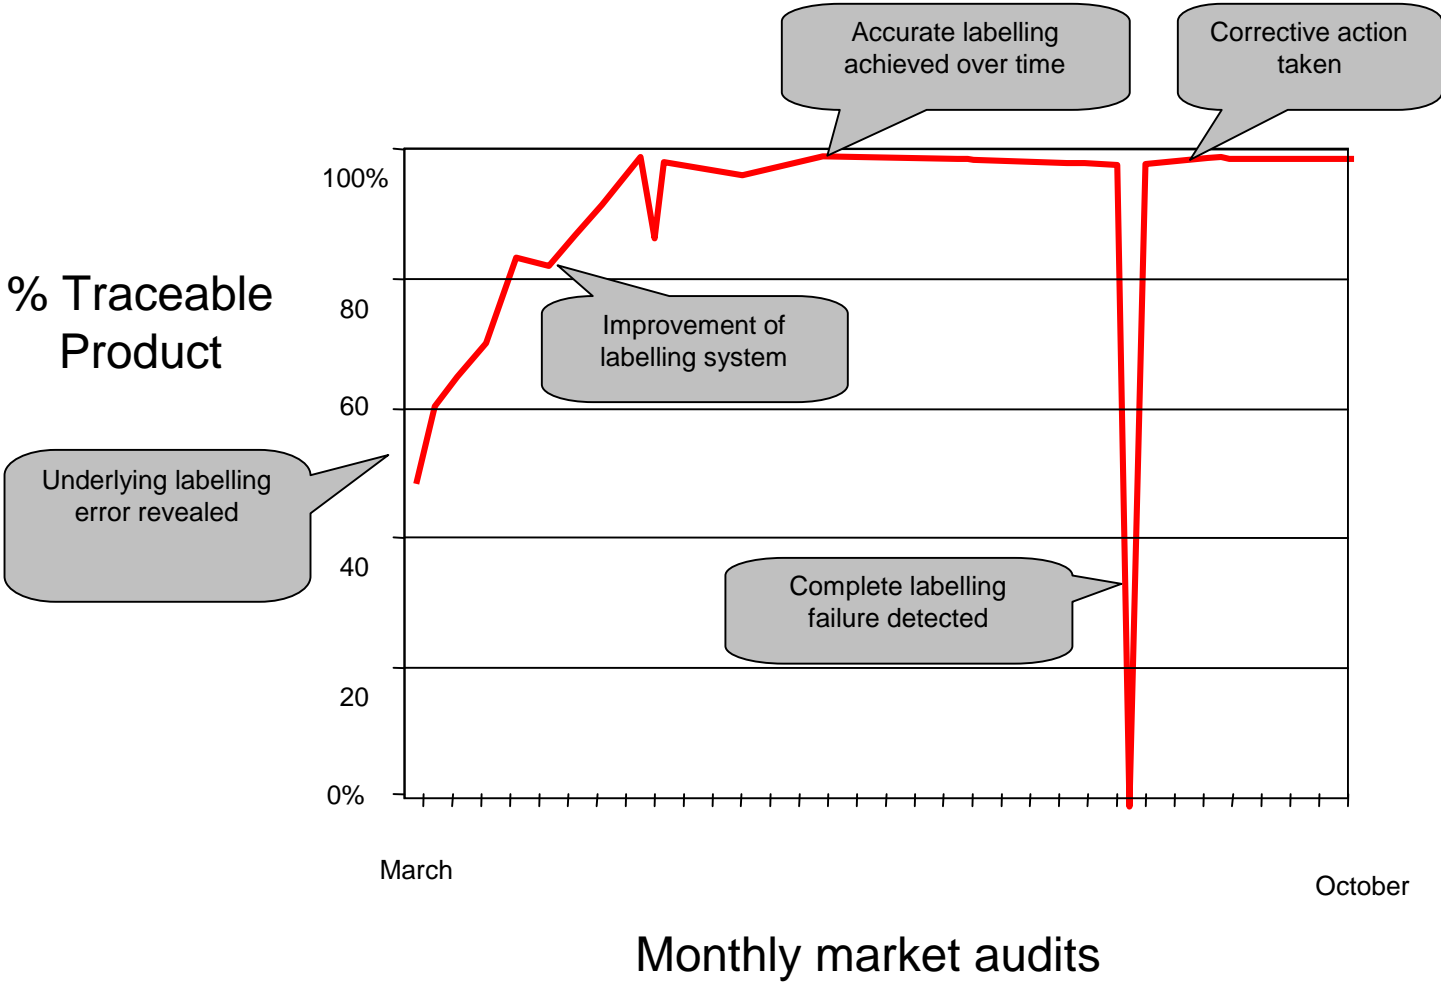 Accurate labelling
achieved over time
Corrective action
taken
100%
% Traceable
Product
80
Improvement of
labelling system
60
Underlying labelling
error revealed
40
Complete labelling
failure detected
20
0%
March
October
Monthly market audits